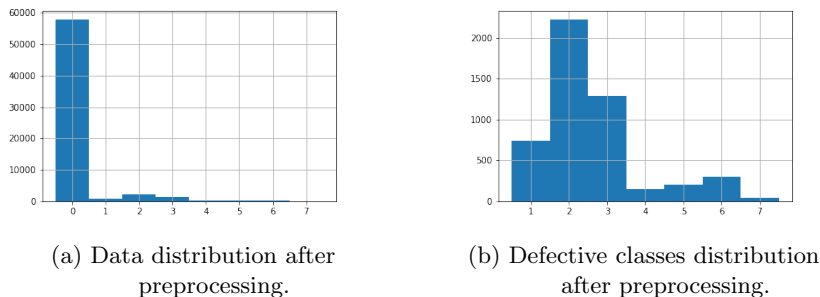 60000
50000
40000
30000
20000
10000
0
0 1 2 3 4 5 6 7
2000
1500
1000
500
0
1 2 3 4 5 6 7
(a) Data distribution after
preprocessing.
(b) Defective classes distribution
after preprocessing.